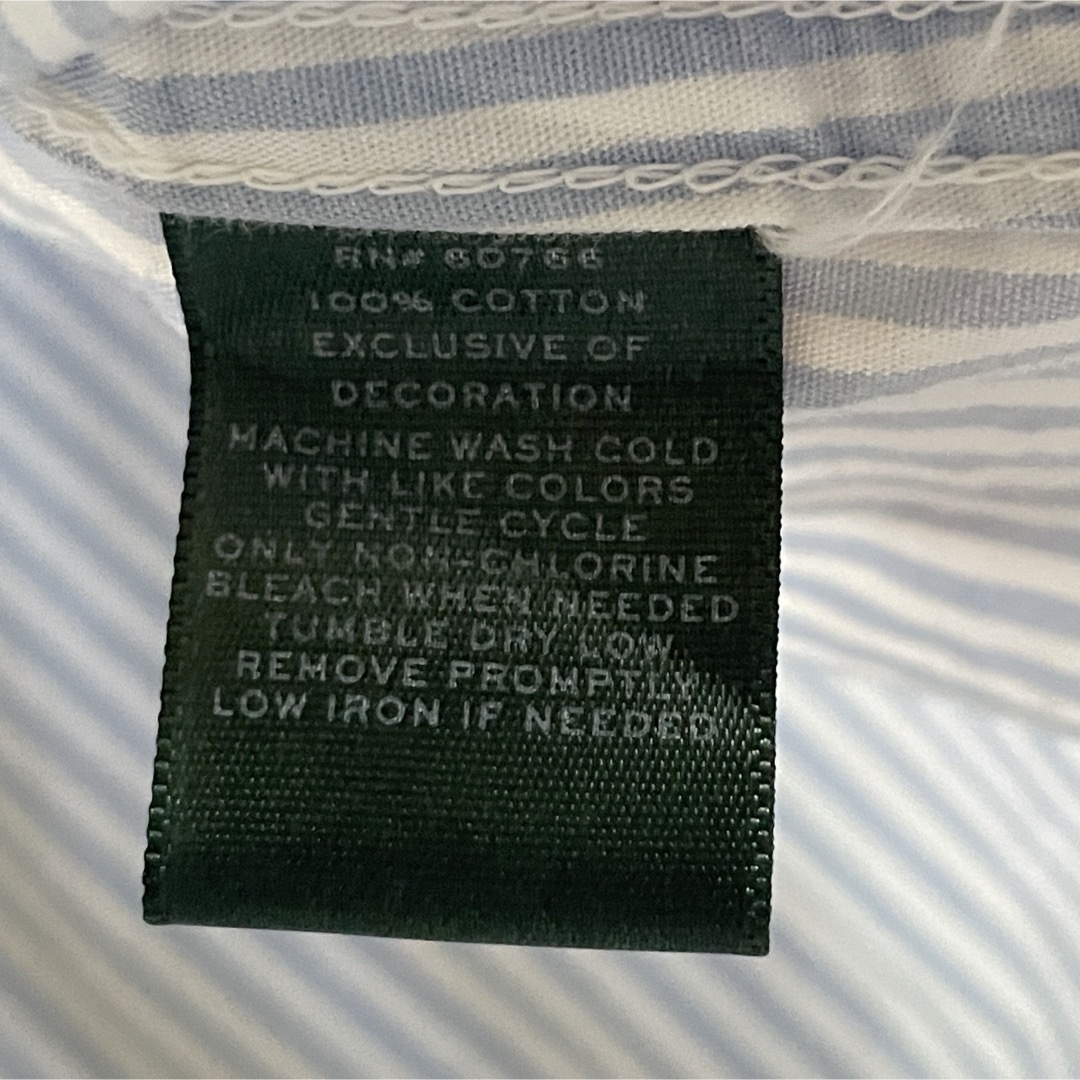 RN# 60766
100% COTTON
EXCLUSIVE OF
DECORATION
MACHINE WASH COLD
WITH LIKE COLORS
GENTLE CYCLE
ONLY NON-CHLORINE
BLEACH WHEN NEEDED
TUMBLE DRY LOW
REMOVE PROMPTLY
LOW IRON IF NEEDED